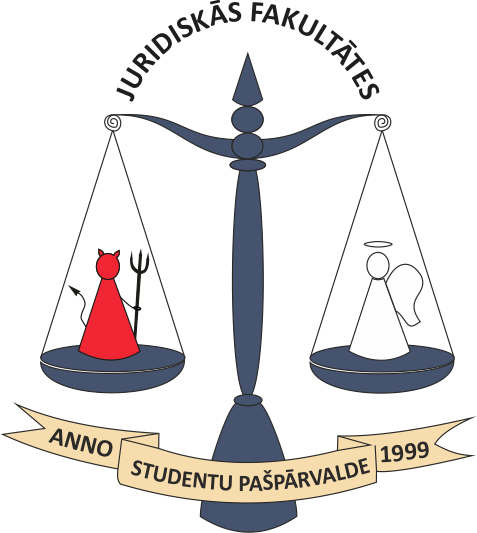 JURIDISKĀS FAKULTĀTES
ANNO
STUDENTU PAŠPĀRVALDE
1999